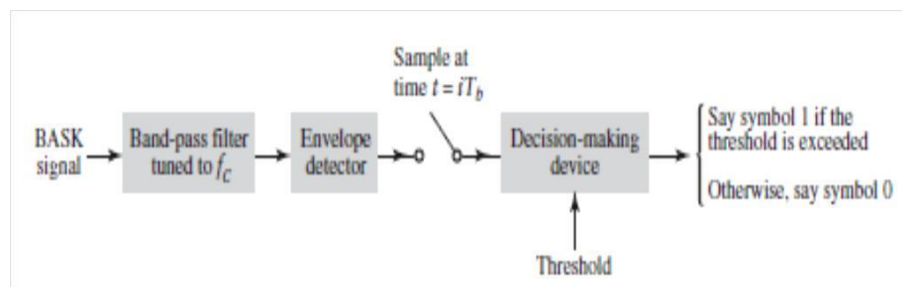 Sample at
time t = iT_b
BASK
signal
Band-pass filter
tuned to f_c
Envelope
detector
Decision-making
device
Say symbol 1 if the
threshold is exceeded
Otherwise, say symbol 0
Threshold